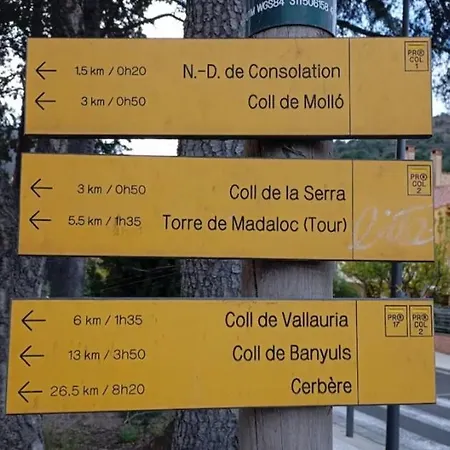 WGS84 311506158
← 1.5 km / 0h20 N.-D. de Consolation
← 3 km / 0h50 Coll de Molló
PR COL 1
← 3 km / 0h50 Coll de la Serra
← 5.5 km / 1h35 Torre de Madaloc (Tour)
PR COL 2
← 6 km / 1h35 Coll de Vallauria
← 13 km / 3h50 Coll de Banyuls
← 26.5 km / 8h20 Cerbère
PR 17
PR COL 2